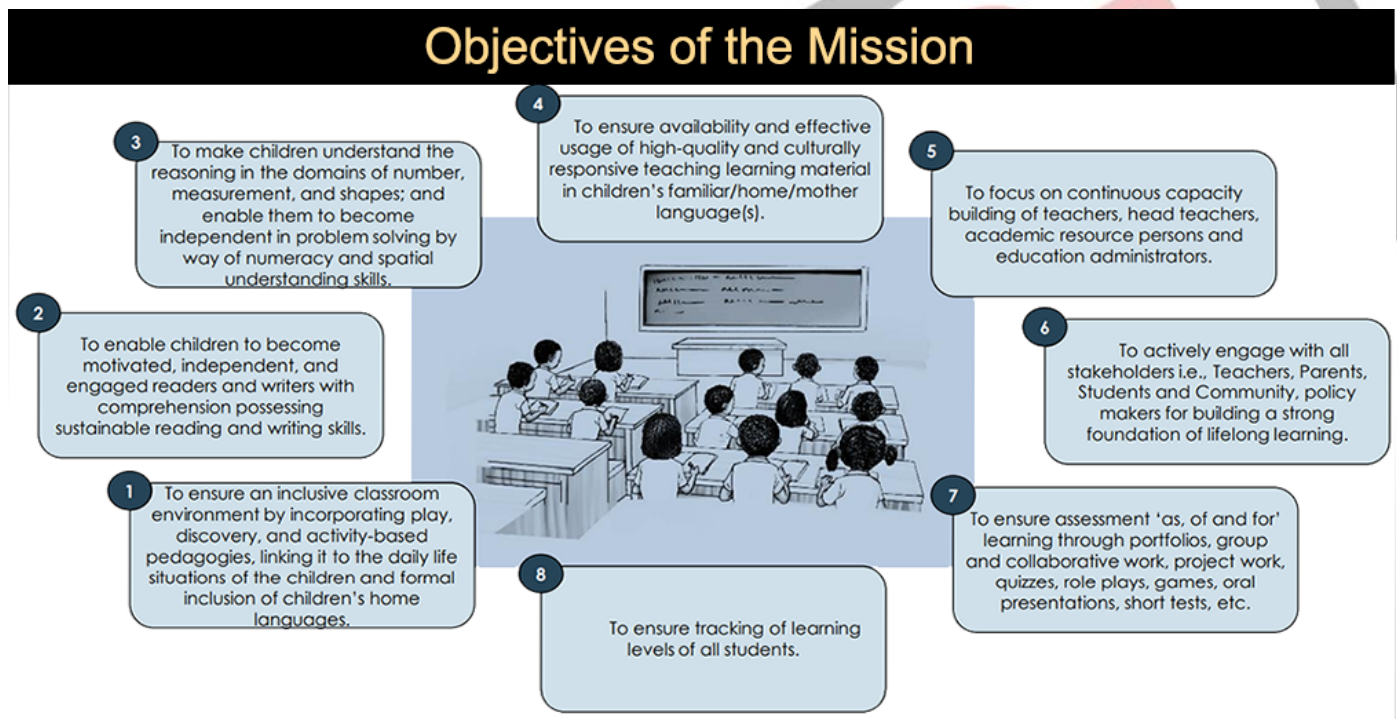 Objectives of the Mission
1
To ensure an inclusive classroom
environment by incorporating play,
discovery, and activity-based
pedagogies, linking it to the daily life
situations of the children and formal
inclusion of children's home
languages.
2
To enable children to become
motivated, independent, and
engaged readers and writers with
comprehension possessing
sustainable reading and writing skills.
3
To make children understand the
reasoning in the domains of number,
measurement, and shapes; and
enable them to become
independent in problem solving by
way of numeracy and spatial
understanding skills.
4
To ensure availability and effective
usage of high-quality and culturally
responsive teaching learning material
in children's familiar/home/mother
language(s).
5
To focus on continuous capacity
building of teachers, head teachers,
academic resource persons and
education administrators.
6
To actively engage with all
stakeholders i.e., Teachers, Parents,
Students and Community, policy
makers for building a strong
foundation of lifelong learning.
7
To ensure assessment 'as, of and for'
learning through portfolios, group
and collaborative work, project work,
quizzes, role plays, games, oral
presentations, short tests, etc.
8
To ensure tracking of learning
levels of all students.